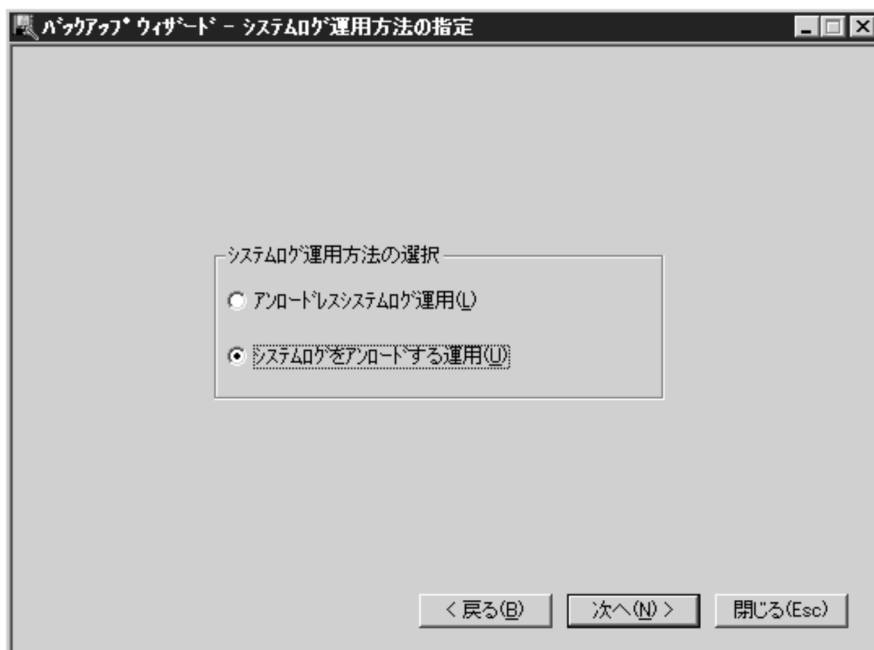 ﾊﾞｯｸｱｯﾌﾟ ｳｨｻﾞｰﾄﾞ - ｼｽﾃﾑﾛｸﾞ運用方法の指定
ｼｽﾃﾑﾛｸﾞ運用方法の選択
ｱﾝﾛｰﾄﾞﾚｽｼｽﾃﾑﾛｸﾞ運用(L)
ｼｽﾃﾑﾛｸﾞをｱﾝﾛｰﾄﾞする運用(U)
< 戻る(B) 次へ(N) > 閉じる(Esc)